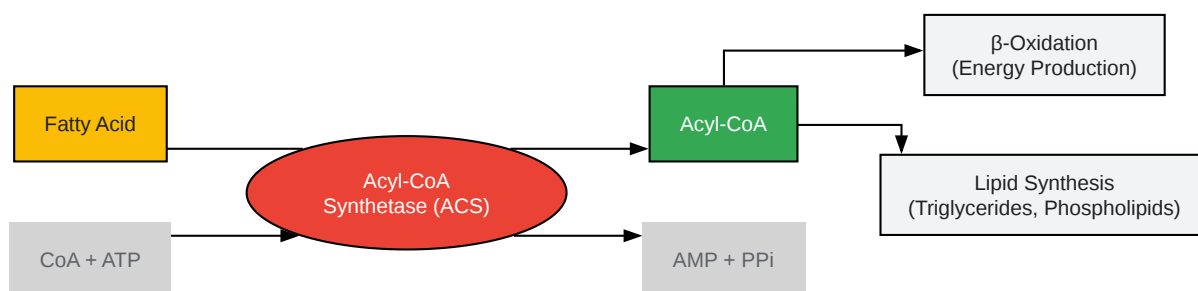 β-Oxidation
(Energy Production)
Fatty Acid
Acyl-CoA
Acyl-CoA
Synthetase (ACS)
Lipid Synthesis
(Triglycerides, Phospholipids)
CoA + ATP
AMP + PPi